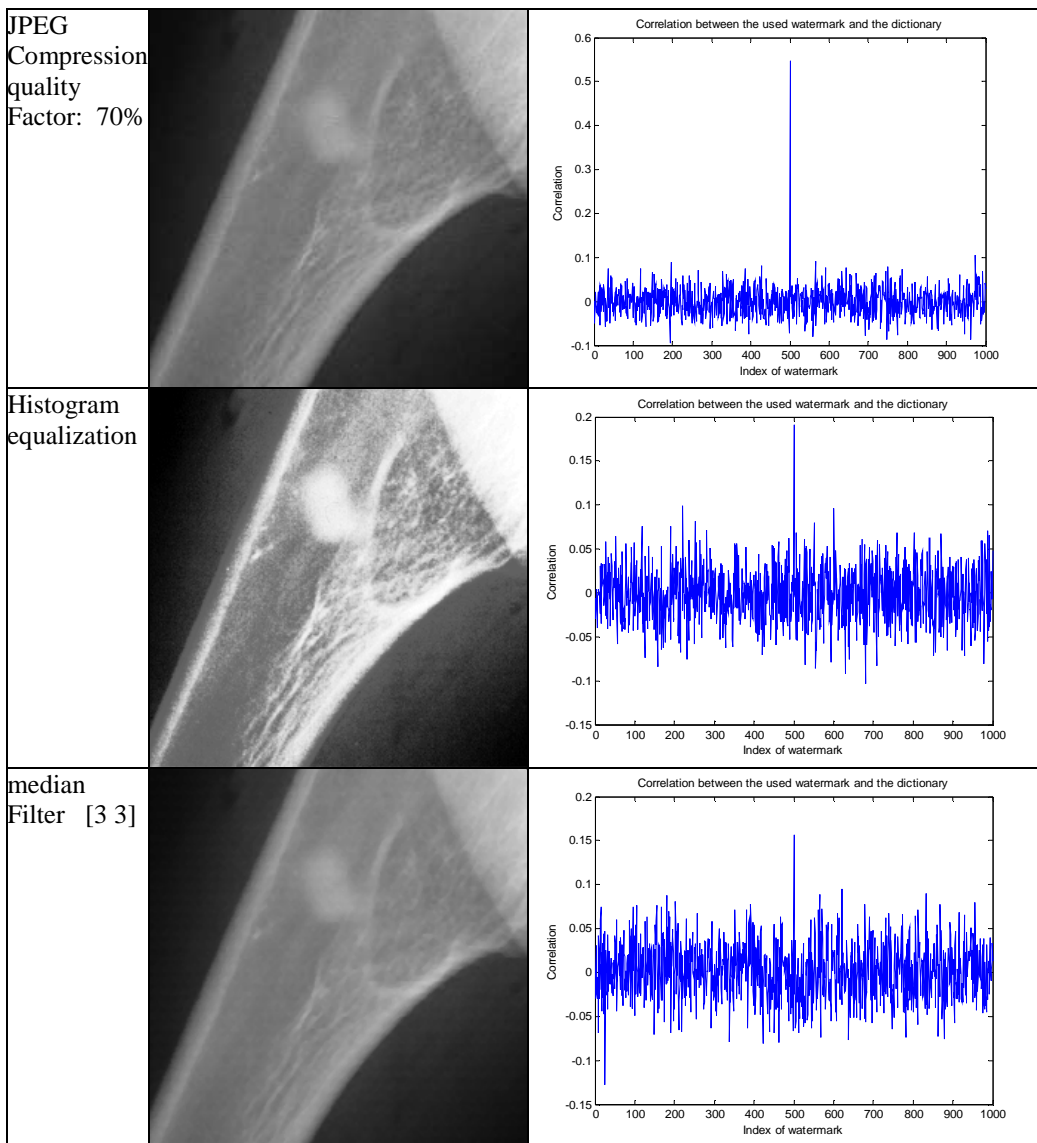 JPEG
Compression
quality
Factor: 70%
Correlation between the used watermark and the dictionary
0.6
0.5
0.4
0.3
0.2
0.1
0
-0.1
Correlation
0 100 200 300 400 500 600 700 800 900 1000
Index of watermark
Histogram
equalization
Correlation between the used watermark and the dictionary
0.2
0.15
0.1
0.05
0
-0.05
-0.1
-0.15
Correlation
0 100 200 300 400 500 600 700 800 900 1000
Index of watermark
median
Filter [3 3]
Correlation between the used watermark and the dictionary
0.2
0.15
0.1
0.05
0
-0.05
-0.1
-0.15
Correlation
0 100 200 300 400 500 600 700 800 900 1000
Index of watermark